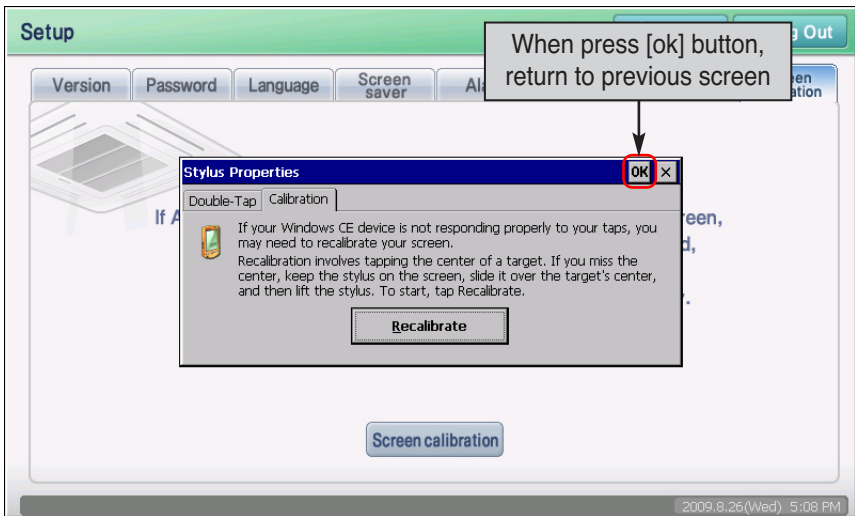 Setup
When press [ok] button,
return to previous screen
Out
Version
Password
Language
Screen
saver
Stylus Properties
OK
Double-Tap
Calibration
If your Windows CE device is not responding properly to your taps, you
may need to recalibrate your screen.
Recalibration involves tapping the center of a target. If you miss the
center, keep the stylus on the screen, slide it over the target's center,
and then lift the stylus. To start, tap Recalibrate.
Recalibrate
If
Screen calibration
2009.8.26(Wed) 5:08 PM